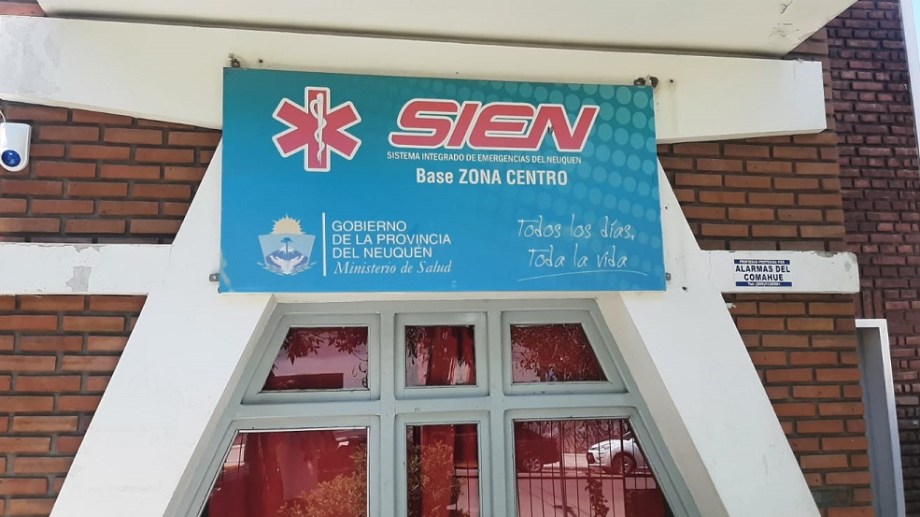 SIEN
SISTEMA INTEGRADO DE EMERGENCIAS DEL NEUQUEN
Base ZONA CENTRO
GOBIERNO
DE LA PROVINCIA
DEL NEUQUÉN
Ministerio de Salud
Todos los días,
Toda la vida
ALARMAS DEL
COMAHUE